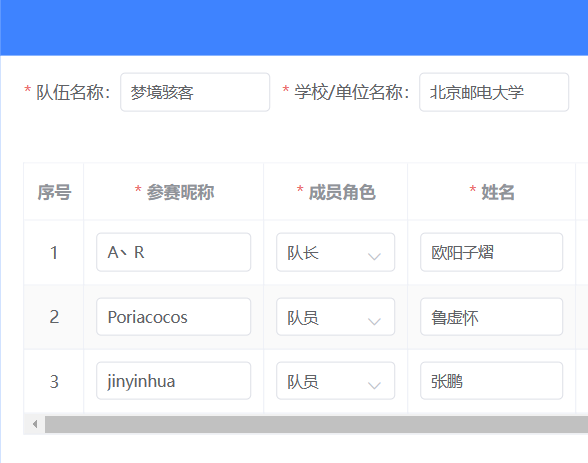 * 队伍名称： 梦境骇客 * 学校/单位名称： 北京邮电大学
序号 * 参赛昵称 * 成员角色 * 姓名
1 A丶R 队长 欧阳子熠
2 Poriacocos 队员 鲁虚怀
3 jinyinhua 队员 张鹏